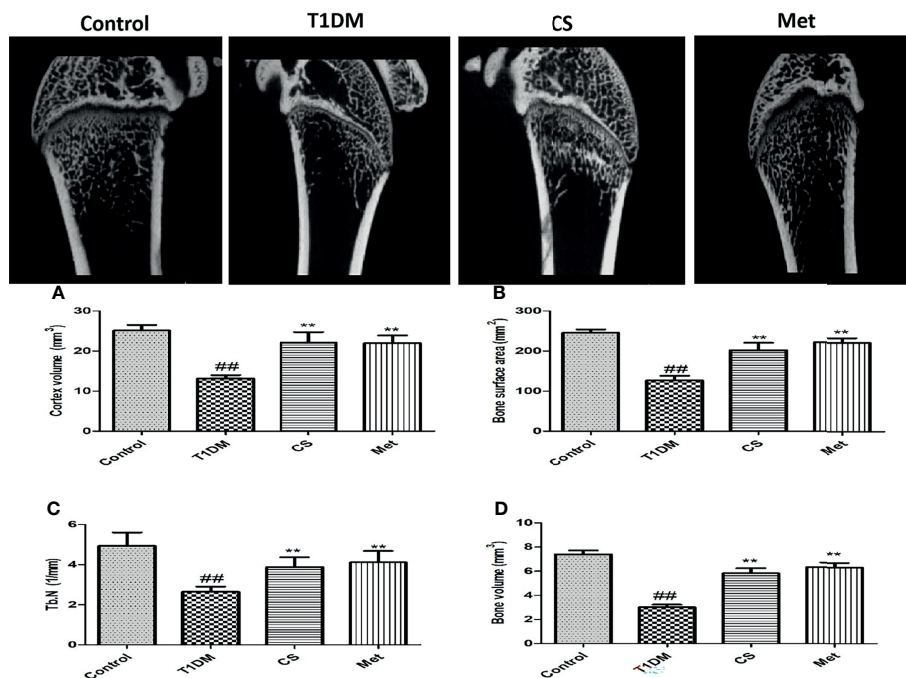 Control T1DM CS Met
A
Cortex volume (mm³)
30
20
10
0
##
**
**
Control T1DM CS Met
B
Bone surface area (mm²)
300
200
100
0
##
**
**
Control T1DM CS Met
C
Tb.N (1/mm)
6
4
2
0
##
**
**
Control T1DM CS Met
D
Bone volume (mm³)
10
8
6
4
2
0
##
**
**
Control T1DM CS Met